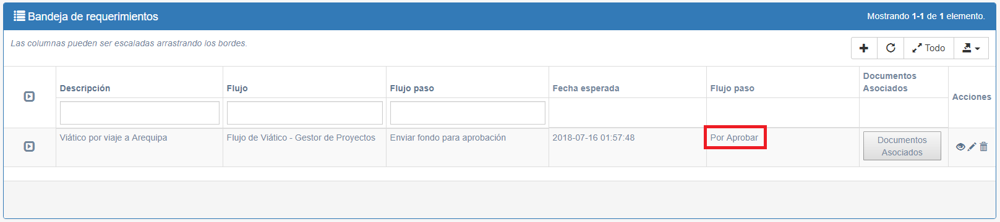 Bandeja de requerimientos
Mostrando 1-1 de 1 elemento.
Las columnas pueden ser escaladas arrastrando los bordes.
Todo
Descripción
Flujo
Flujo paso
Fecha esperada
Flujo paso
Documentos
Asociados
Acciones
Viático por viaje a Arequipa
Flujo de Viático - Gestor de Proyectos
Enviar fondo para aprobación
2018-07-16 01:57:48
Por Aprobar
Documentos
Asociados